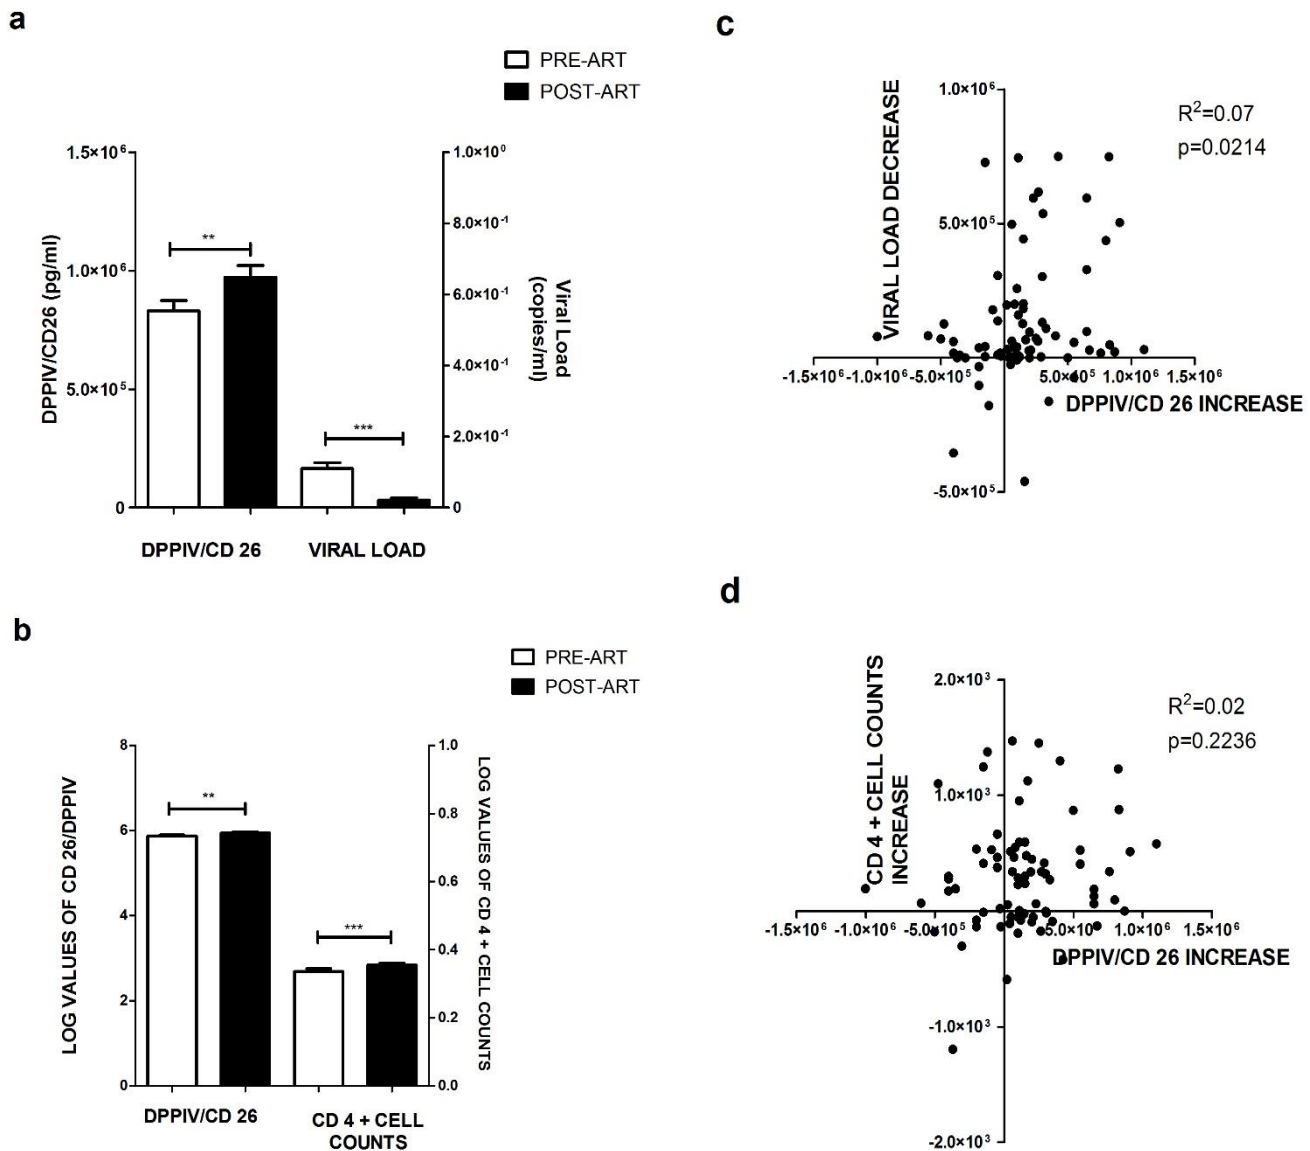 a
PRE-ART
POST-ART
1.5×10⁶
1.0×10⁶
5.0×10⁵
0
DPPIV/CD26 (pg/ml)
**
***
1.0×10⁰
8.0×10⁻¹
6.0×10⁻¹
4.0×10⁻¹
2.0×10⁻¹
0
Viral Load
(copies/ml)
DPPIV/CD 26
VIRAL LOAD
b
PRE-ART
POST-ART
8
6
4
2
0
LOG VALUES OF CD 26/DPPIV
**
***
1.0
0.8
0.6
0.4
0.2
0.0
LOG VALUES OF CD 4 + CELL COUNTS
DPPIV/CD 26
CD 4 + CELL
COUNTS
c
VIRAL LOAD DECREASE
1.0×10⁶
5.0×10⁵
-5.0×10⁵
R²=0.07
p=0.0214
-1.5×10⁶ -1.0×10⁶ -5.0×10⁵ 5.0×10⁵ 1.0×10⁶ 1.5×10⁶
DPPIV/CD 26 INCREASE
d
CD 4 + CELL COUNTS
INCREASE
2.0×10³
1.0×10³
-1.0×10³
-2.0×10³
R²=0.02
p=0.2236
-1.5×10⁶ -1.0×10⁶ -5.0×10⁵ 5.0×10⁵ 1.0×10⁶ 1.5×10⁶
DPPIV/CD 26 INCREASE